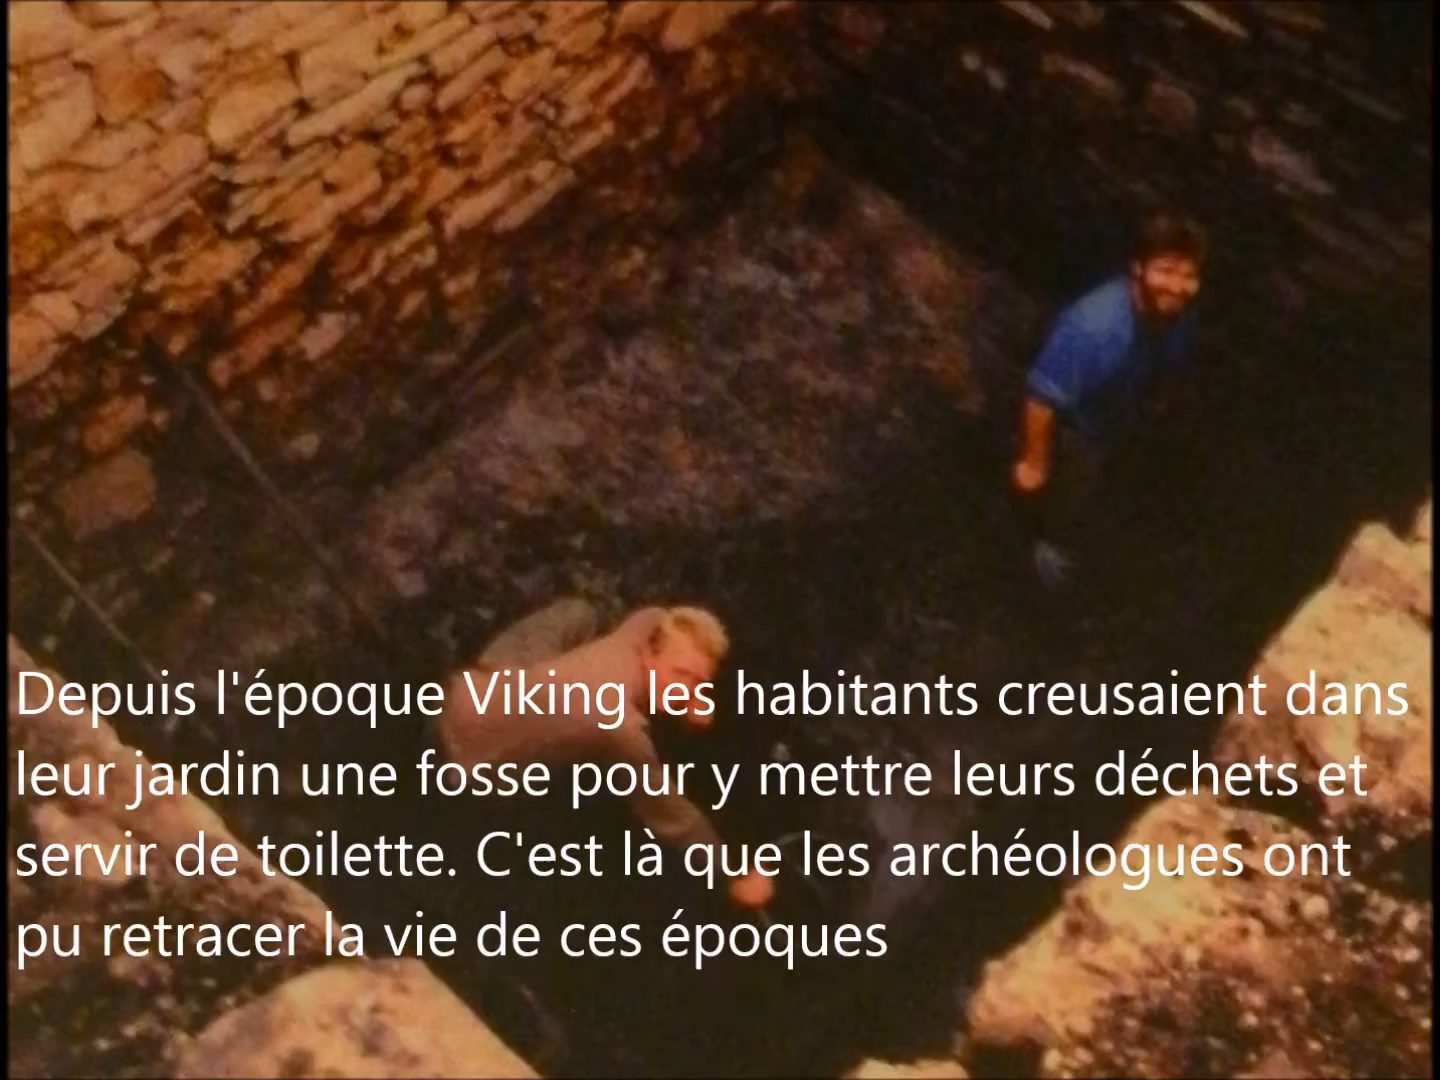 Depuis l'époque Viking les habitants creusaient dans
leur jardin une fosse pour y mettre leurs déchets et
servir de toilette. C'est là que les archéologues ont
pu retracer la vie de ces époques